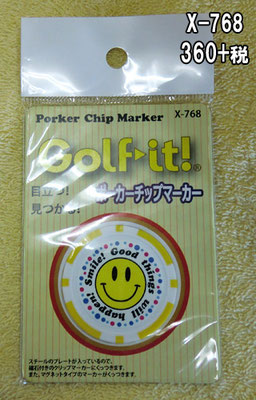 X-768
360+税
Porker Chip Marker X-768
Golf it!®
目立つ!
見つかる!
ポーカーチップマーカー
Smile! Good things will happen!
スチールのプレートが入っているので、
磁石付きのクリップマーカーにくっつきます。
また、マグネットタイプのマーカーがくっつきます。